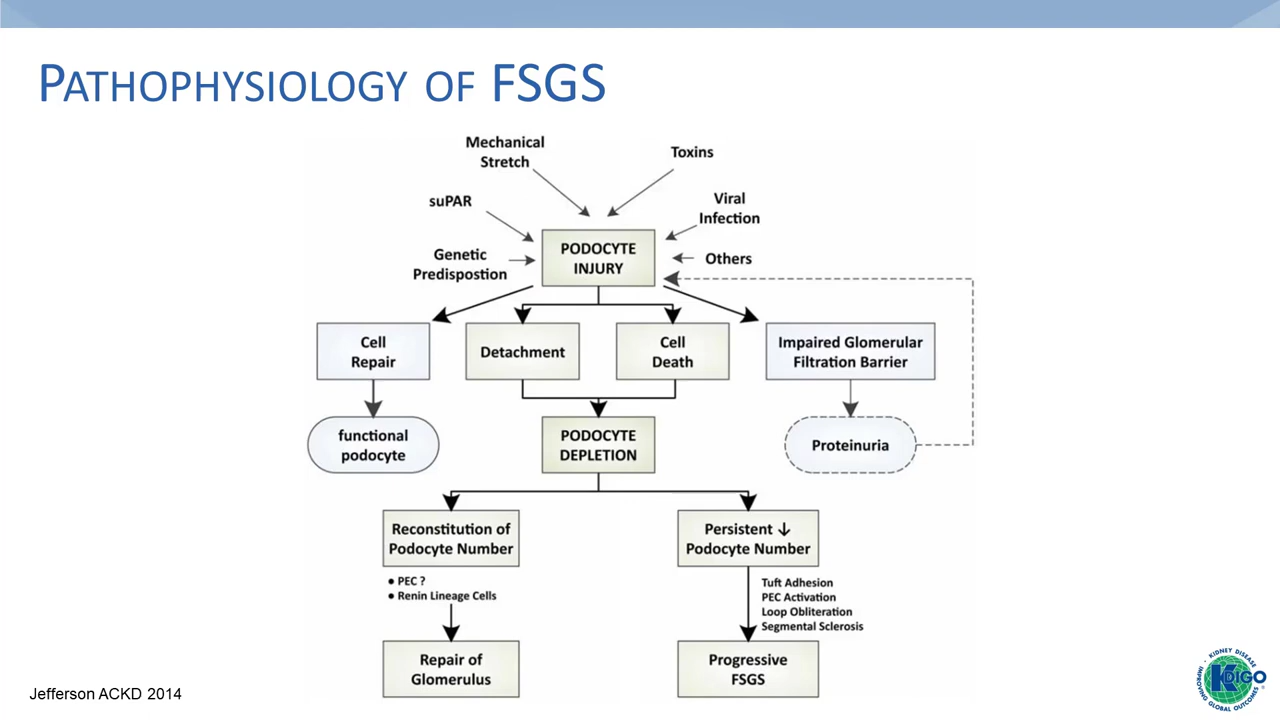 PATHOPHYSIOLOGY OF FSGS
Mechanical
Stretch
Toxins
suPAR
Viral
Infection
Genetic
Predispostion
PODOCYTE
INJURY
Others
Cell
Repair
Detachment
Cell
Death
Impaired Glomerular
Filtration Barrier
functional
podocyte
PODOCYTE
DEPLETION
Proteinuria
Reconstitution of
Podocyte Number
Persistent ↓
Podocyte Number
• PEC ?
• Renin Lineage Cells
Tuft Adhesion
PEC Activation
Loop Obliteration
Segmental Sclerosis
Repair of
Glomerulus
Progressive
FSGS
Jefferson ACKD 2014
KIDNEY DISEASE
KDIGO
IMPROVING GLOBAL OUTCOMES